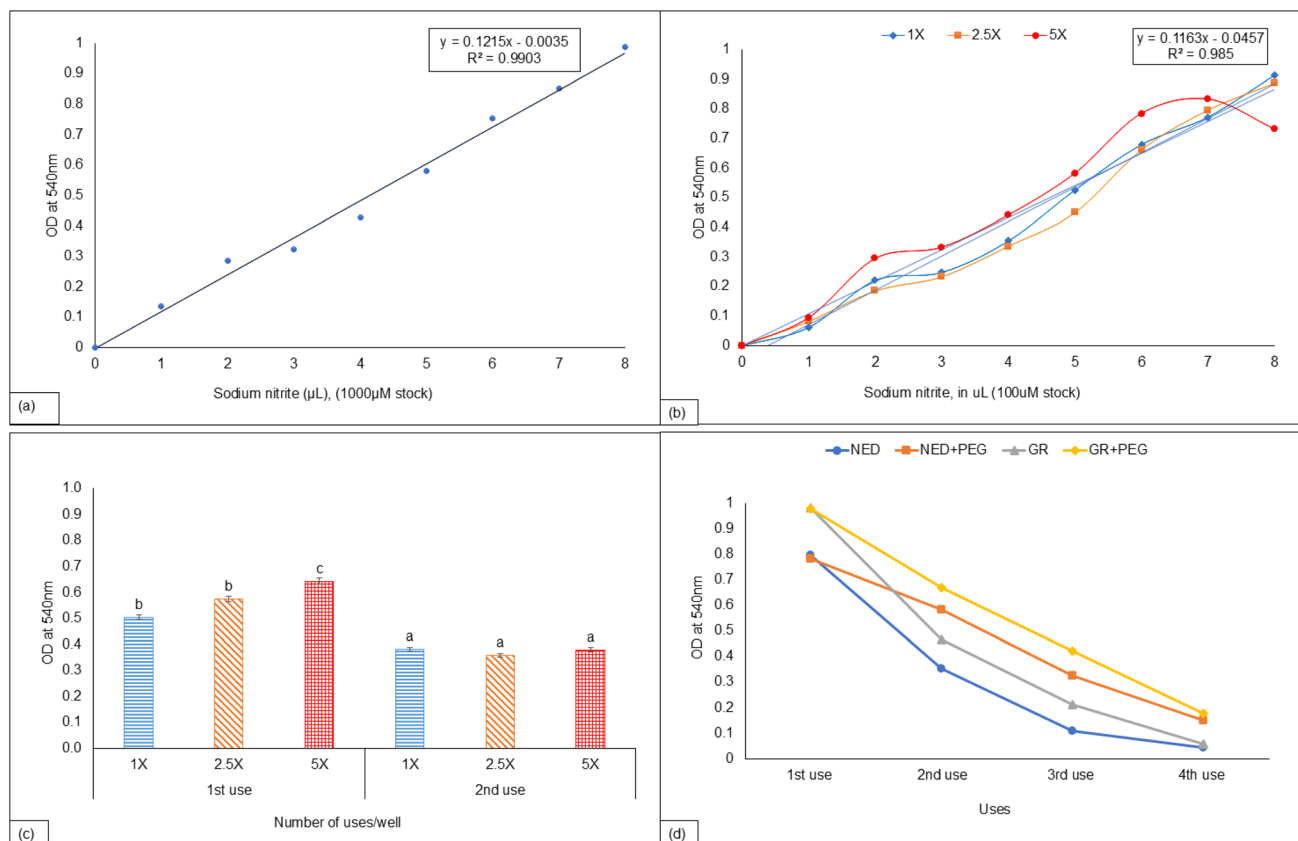 y = 0.1215x - 0.0035
R² = 0.9903
1
0.9
0.8
0.7
0.6
0.5
0.4
0.3
0.2
0.1
0
OD at 540nm
0 1 2 3 4 5 6 7 8
Sodium nitrite (µL), (1000µM stock)
(a)
1X 2.5X 5X
y = 0.1163x - 0.0457
R² = 0.985
1
0.9
0.8
0.7
0.6
0.5
0.4
0.3
0.2
0.1
0
OD at 540nm
0 1 2 3 4 5 6 7 8
Sodium nitrite, in uL (100uM stock)
(b)
1.0
0.9
0.8
0.7
0.6
0.5
0.4
0.3
0.2
0.1
0.0
OD at 540nm
b b c a a a
1X 2.5X 5X 1X 2.5X 5X
1st use 2nd use
Number of uses/well
(c)
NED NED+PEG GR GR+PEG
1
0.9
0.8
0.7
0.6
0.5
0.4
0.3
0.2
0.1
0
OD at 540nm
1st use 2nd use 3rd use 4th use
Uses
(d)